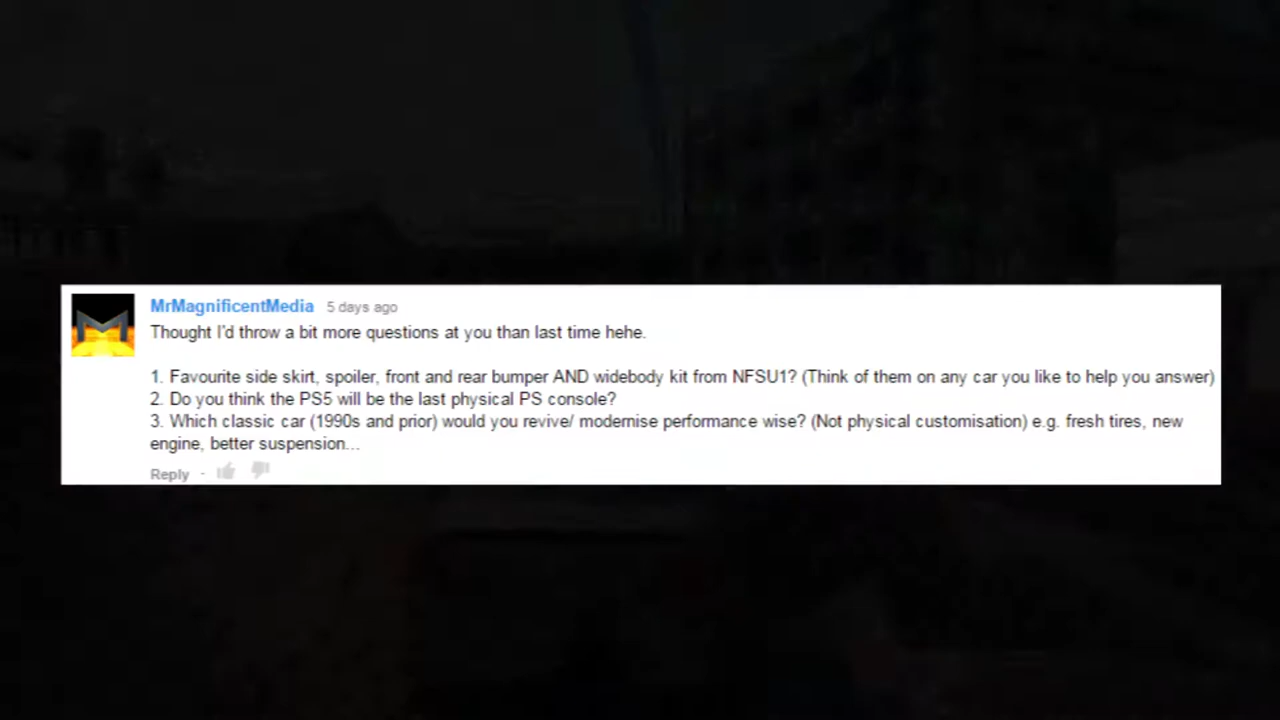 MrMagnificentMedia 5 days ago
Thought I'd throw a bit more questions at you than last time hehe.
1. Favourite side skirt, spoiler, front and rear bumper AND widebody kit from NFSU1? (Think of them on any car you like to help you answer)
2. Do you think the PS5 will be the last physical PS console?
3. Which classic car (1990s and prior) would you revive/ modernise performance wise? (Not physical customisation) e.g. fresh tires, new
engine, better suspension...
Reply ·